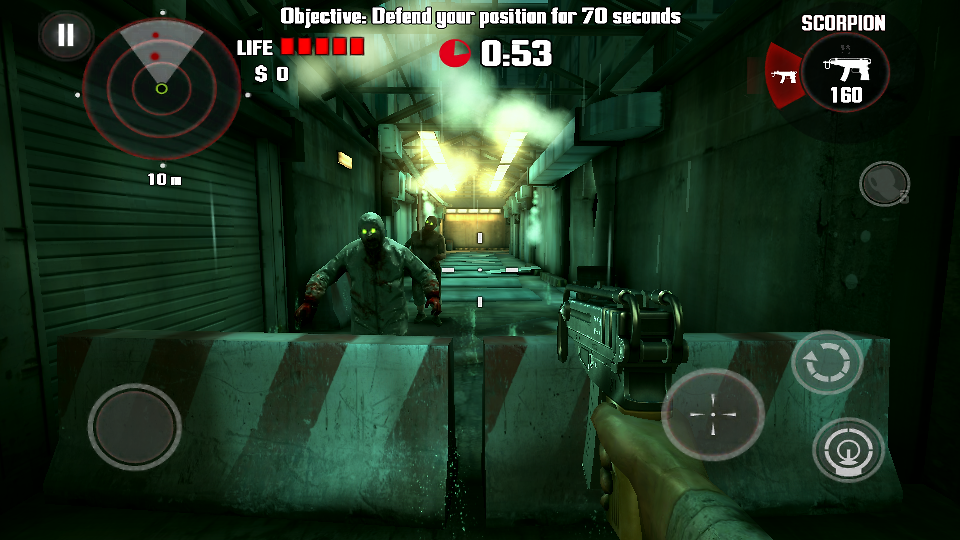 Objective: Defend your position for 70 seconds
SCORPION
LIFE
0:53
$ 0
160
10 m